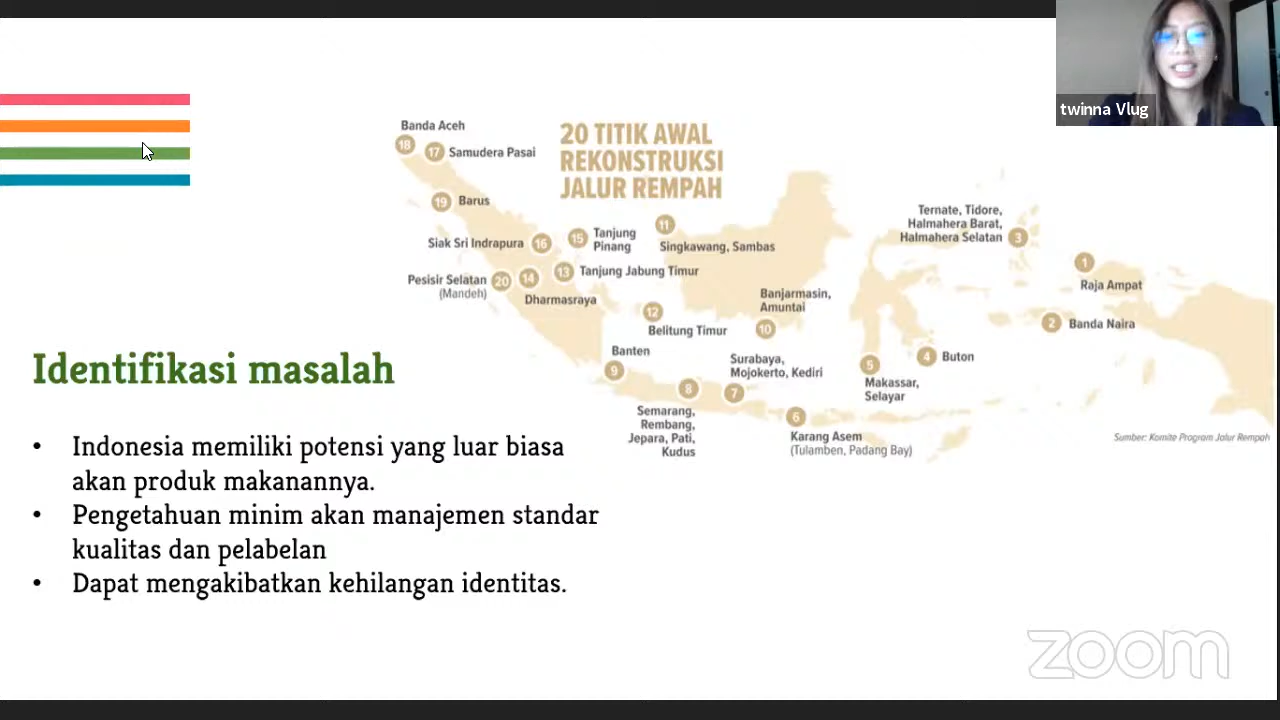 twinna Vlug
20 TITIK AWAL
REKONSTRUKSI
JALUR REMPAH
Banda Aceh
18
17 Samudera Pasai
19 Barus
Siak Sri Indrapura 16
15 Tanjung
Pinang
11
Singkawang, Sambas
Ternate, Tidore,
Halmahera Barat,
Halmahera Selatan 3
1
Raja Ampat
Pesisir Selatan 20
(Mandeh)
14
Dharmasraya
13 Tanjung Jabung Timur
12
Belitung Timur
Banjarmasin,
Amuntai
10
2 Banda Naira
Banten
9
8
Semarang,
Rembang,
Jepara, Pati,
Kudus
Surabaya,
Mojokerto, Kediri
7
5
Makassar,
Selayar
4 Buton
6
Karang Asem
(Tulamben, Padang Bay)
Sumber: Komite Program Jalur Rempah
Identifikasi masalah
• Indonesia memiliki potensi yang luar biasa
akan produk makanannya.
• Pengetahuan minim akan manajemen standar
kualitas dan pelabelan
• Dapat mengakibatkan kehilangan identitas.
zoom